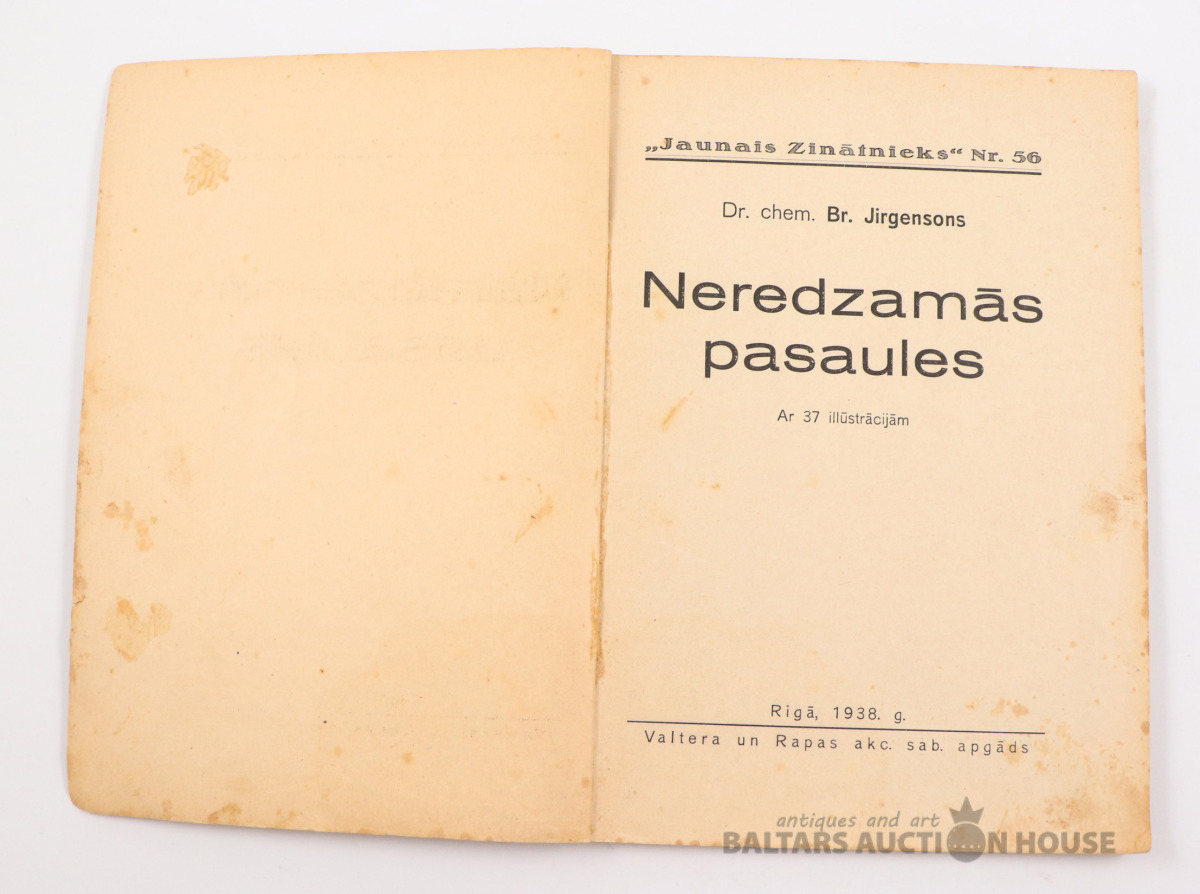 „Jaunais Zinātnieks“ Nr. 56
Dr. chem. Br. Jirgensons
Neredzamās
pasaules
Ar 37 illūstrācijām
Rīgā, 1938. g.
Valtera un Rapas akc. sab. apgāds
antiques and art
BALTARS AUCTION HOUSE